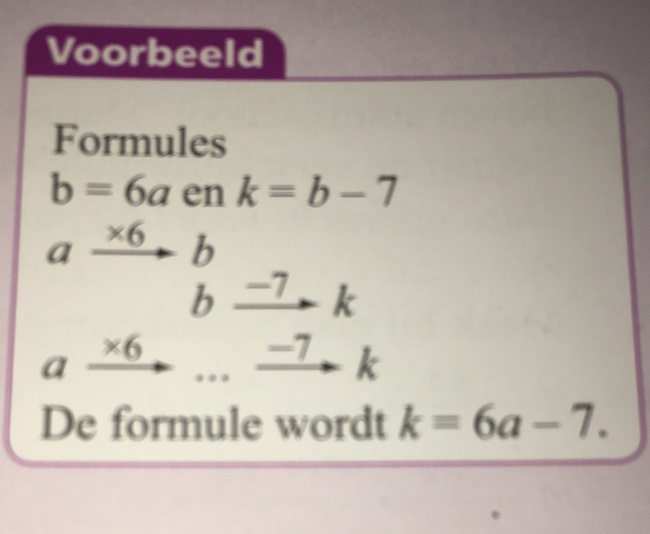 Voorbeeld
Formules
b = 6a en k = b – 7
a ×6→ b
b –7→ k
a ×6→ ... –7→ k
De formule wordt k = 6a – 7.